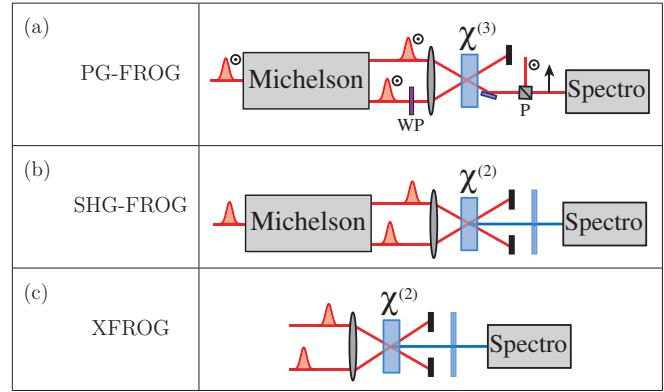 (a)
PG-FROG
Michelson
WP
χ(3)
P
Spectro
(b)
SHG-FROG
Michelson
χ(2)
Spectro
(c)
XFROG
χ(2)
Spectro